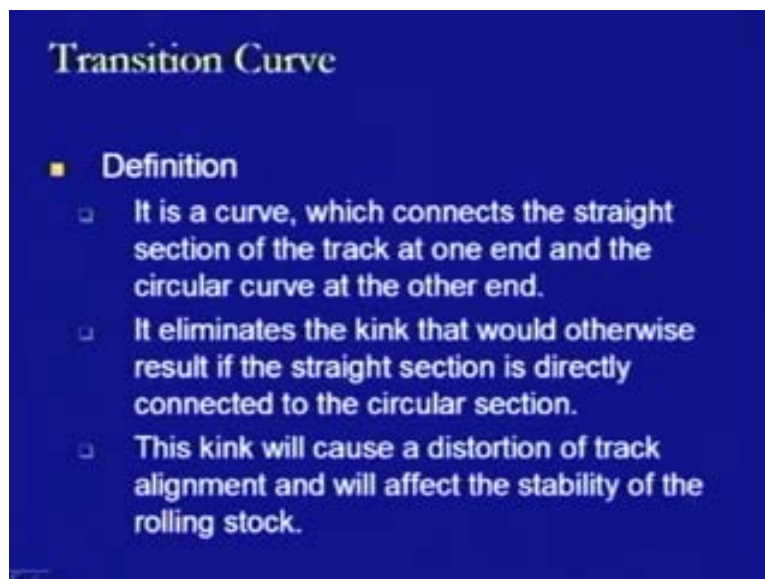 Transition Curve
Definition
It is a curve, which connects the straight
section of the track at one end and the
circular curve at the other end.
It eliminates the kink that would otherwise
result if the straight section is directly
connected to the circular section.
This kink will cause a distortion of track
alignment and will affect the stability of the
rolling stock.